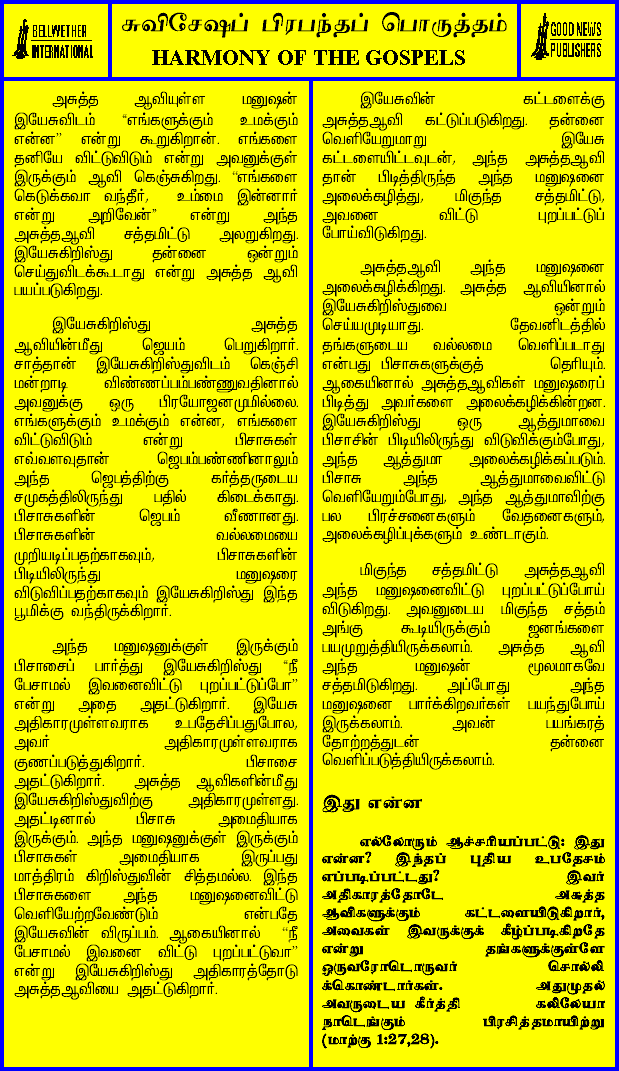 BELLWETHER
INTERNATIONAL
சுவிசேஷப் பிரபந்தப் பொருத்தம்
HARMONY OF THE GOSPELS
GOOD NEWS
PUBLISHERS
அசுத்த ஆவியுள்ள மனுஷன்
இயேசுவிடம் “எங்களுக்கும் உமக்கும்
என்ன” என்று கூறுகிறான். எங்களை
தனியே விட்டுவிடும் என்று அவனுக்குள்
இருக்கும் ஆவி கெஞ்சுகிறது. “எங்களை
கெடுக்கவா வந்தீர், உம்மை இன்னார்
என்று அறிவேன்” என்று அந்த
அசுத்தஆவி சத்தமிட்டு அலறுகிறது.
இயேசுகிறிஸ்து தன்னை ஒன்றும்
செய்துவிடக்கூடாது என்று அசுத்த ஆவி
பயப்படுகிறது.
இயேசுகிறிஸ்து அசுத்த
ஆவியின்மீது ஜெயம் பெறுகிறார்.
சாத்தான் இயேசுகிறிஸ்துவிடம் கெஞ்சி
மன்றாடி விண்ணப்பம்பண்ணுவதினால்
அவனுக்கு ஒரு பிரயோஜனமுமில்லை.
எங்களுக்கும் உமக்கும் என்ன, எங்களை
விட்டுவிடும் என்று பிசாசுகள்
எவ்வளவுதான் ஜெபம்பண்ணினாலும்
அந்த ஜெபத்திற்கு கர்த்தருடைய
சமுகத்திலிருந்து பதில் கிடைக்காது.
பிசாசுகளின் ஜெபம் வீணானது.
பிசாசுகளின் வல்லமையை
முறியடிப்பதற்காகவும், பிசாசுகளின்
பிடியிலிருந்து மனுஷரை
விடுவிப்பதற்காகவும் இயேசுகிறிஸ்து இந்த
பூமிக்கு வந்திருக்கிறார்.
அந்த மனுஷனுக்குள் இருக்கும்
பிசாசைப் பார்த்து இயேசுகிறிஸ்து “நீ
பேசாமல் இவனைவிட்டு புறப்பட்டுப்போ”
என்று அதை அதட்டுகிறார். இயேசு
அதிகாரமுள்ளவராக உபதேசிப்பதுபோல,
அவர் அதிகாரமுள்ளவராக
குணப்படுத்துகிறார். பிசாசை
அதட்டுகிறார். அசுத்த ஆவிகளின்மீது
இயேசுகிறிஸ்துவிற்கு அதிகாரமுள்ளது.
அதட்டினால் பிசாசு அமைதியாக
இருக்கும். அந்த மனுஷனுக்குள் இருக்கும்
பிசாசுகள் அமைதியாக இருப்பது
மாத்திரம் கிறிஸ்துவின் சித்தமல்ல. இந்த
பிசாசுகளை அந்த மனுஷனைவிட்டு
வெளியேற்றவேண்டும் என்பதே
இயேசுவின் விருப்பம். ஆகையினால் “நீ
பேசாமல் இவனை விட்டு புறப்பட்டுவா”
என்று இயேசுகிறிஸ்து அதிகாரத்தோடு
அசுத்தஆவியை அதட்டுகிறார்.
இயேசுவின் கட்டளைக்கு
அசுத்தஆவி கட்டுப்படுகிறது. தன்னை
வெளியேறுமாறு இயேசு
கட்டளையிட்டவுடன், அந்த அசுத்தஆவி
தான் பிடித்திருந்த அந்த மனுஷனை
அலைக்கழித்து, மிகுந்த சத்தமிட்டு,
அவனை விட்டு புறப்பட்டுப்
போய்விடுகிறது.
அசுத்தஆவி அந்த மனுஷனை
அலைக்கழிக்கிறது. அசுத்த ஆவியினால்
இயேசுகிறிஸ்துவை ஒன்றும்
செய்யமுடியாது. தேவனிடத்தில்
தங்களுடைய வல்லமை வெளிப்படாது
என்பது பிசாசுகளுக்குத் தெரியும்.
ஆகையினால் அசுத்தஆவிகள் மனுஷரைப்
பிடித்து அவர்களை அலைக்கழிக்கின்றன.
இயேசுகிறிஸ்து ஒரு ஆத்துமாவை
பிசாசின் பிடியிலிருந்து விடுவிக்கும்போது,
அந்த ஆத்துமா அலைக்கழிக்கப்படும்.
பிசாசு அந்த ஆத்துமாவைவிட்டு
வெளியேறும்போது, அந்த ஆத்துமாவிற்கு
பல பிரச்சனைகளும் வேதனைகளும்,
அலைக்கழிப்புக்களும் உண்டாகும்.
மிகுந்த சத்தமிட்டு அசுத்தஆவி
அந்த மனுஷனைவிட்டு புறப்பட்டுப்போய்
விடுகிறது. அவனுடைய மிகுந்த சத்தம்
அங்கு கூடியிருக்கும் ஜனங்களை
பயமுறுத்தியிருக்கலாம். அசுத்த ஆவி
அந்த மனுஷன் மூலமாகவே
சத்தமிடுகிறது. அப்போது அந்த
மனுஷனை பார்க்கிறவர்கள் பயந்துபோய்
இருக்கலாம். அவன் பயங்கரத்
தோற்றத்துடன் தன்னை
வெளிப்படுத்தியிருக்கலாம்.
இது என்ன
எல்லோரும் ஆச்சரியப்பட்டு: இது
என்ன? இந்தப் புதிய உபதேசம்
எப்படிப்பட்டது? இவர்
அதிகாரத்தோடே அசுத்த
ஆவிகளுக்கும் கட்டளையிடுகிறார்,
அவைகள் இவருக்குக் கீழ்ப்படிகிறதே
என்று தங்களுக்குள்ளே
ஒருவரோடொருவர் சொல்லி
க்கொண்டார்கள். அதுமுதல்
அவருடைய கீர்த்தி கலிலேயா
நாடெங்கும் பிரசித்தமாயிற்று
(மாற்கு 1:27,28).